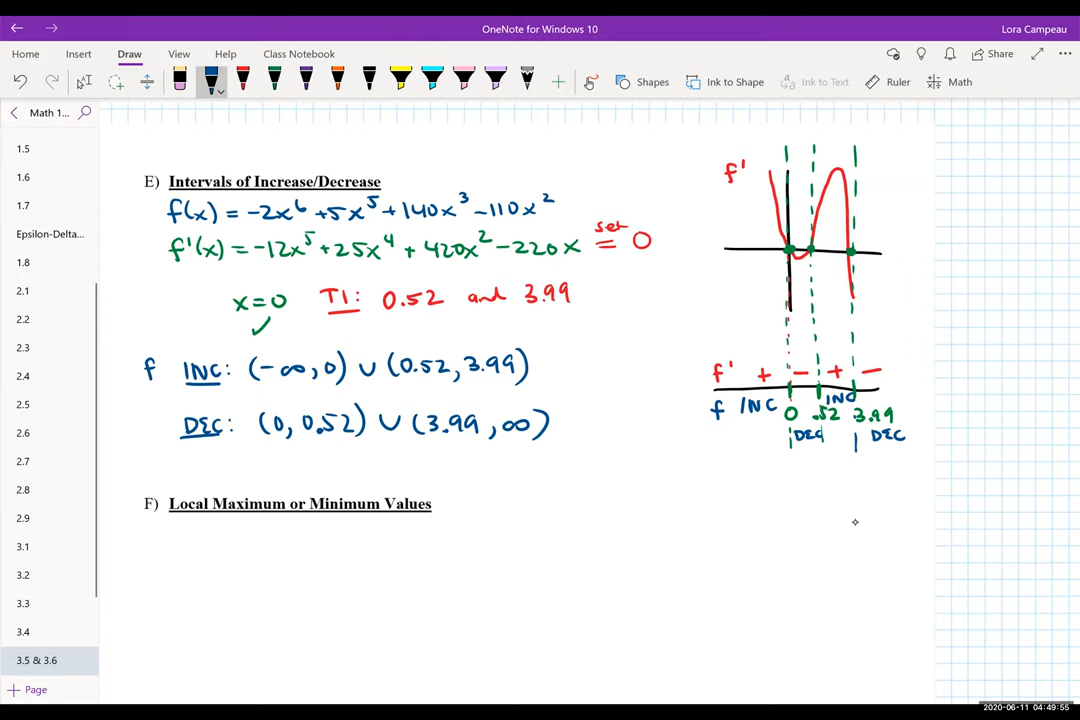 OneNote for Windows 10
Lora Campeau
Home Insert Draw View Help Class Notebook Share
Shapes Ink to Shape Ink to Text Ruler Math
Math 1...
1.5
1.6
1.7
Epsilon-Delta...
1.8
2.1
2.2
2.3
2.4
2.5
2.6
2.7
2.8
2.9
3.1
3.2
3.3
3.4
3.5 & 3.6
+ Page
E) Intervals of Increase/Decrease
f(x) = -2x⁶ + 5x⁵ + 140x³ - 110x²
f'(x) = -12x⁵ + 25x⁴ + 420x² - 220x set = 0
x=0 TI: 0.52 and 3.99
f INC: (-∞, 0) ∪ (0.52, 3.99)
DEC: (0, 0.52) ∪ (3.99, ∞)
F) Local Maximum or Minimum Values
f'
f' + - + -
f INC 0 .52 INC 3.99
DEC DEC
2020-06-11 04:49:55